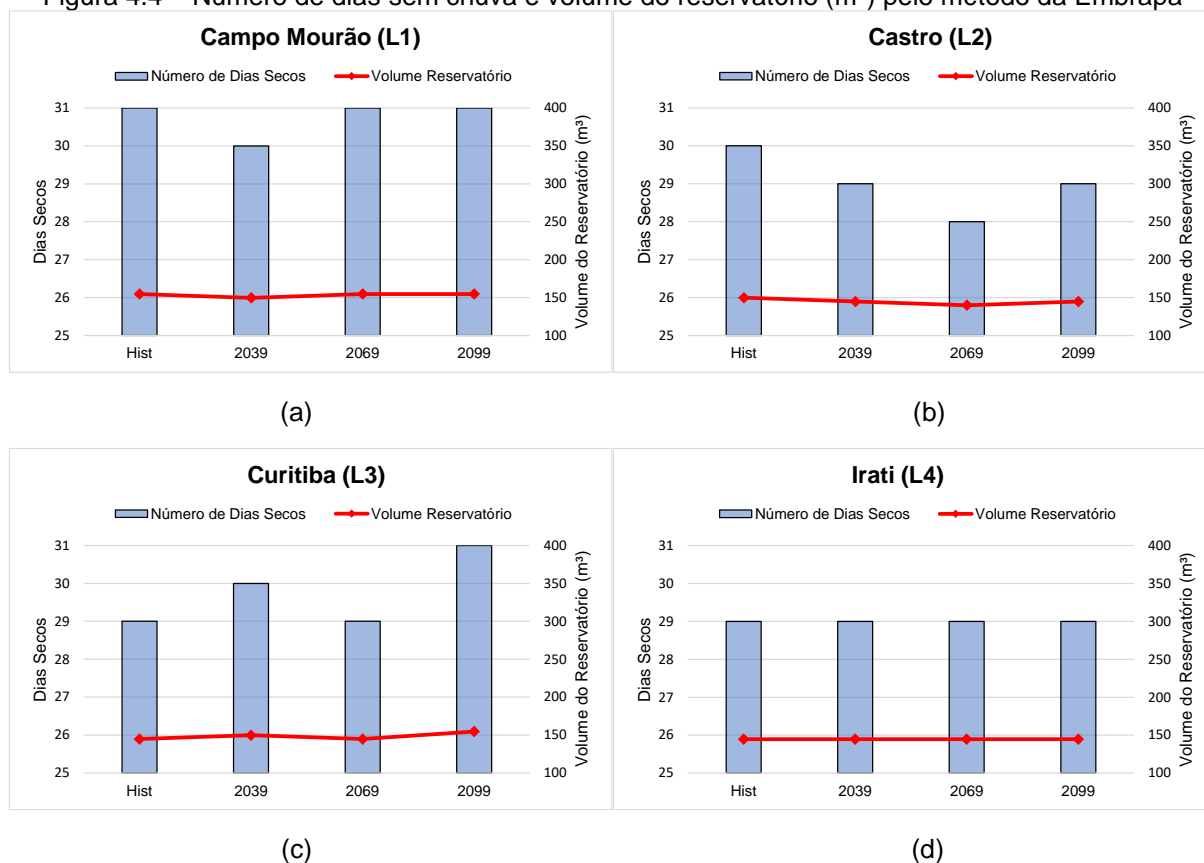 Figura 4.4 – Número de dias sem chuva e volume do reservatório (m³) pelo método da Embrapa
Campo Mourão (L1)
Número de Dias Secos Volume Reservatório
Dias Secos
31
30
29
28
27
26
25
400
350
300
250
200
150
100
Volume do Reservatório (m³)
Hist 2039 2069 2099
(a)
Castro (L2)
Número de Dias Secos Volume Reservatório
Dias Secos
31
30
29
28
27
26
25
400
350
300
250
200
150
100
Volume do Reservatório (m³)
Hist 2039 2069 2099
(b)
Curitiba (L3)
Número de Dias Secos Volume Reservatório
Dias Secos
31
30
29
28
27
26
25
400
350
300
250
200
150
100
Volume do Reservatório (m³)
Hist 2039 2069 2099
(c)
Irati (L4)
Número de Dias Secos Volume Reservatório
Dias Secos
31
30
29
28
27
26
25
400
350
300
250
200
150
100
Volume do Reservatório (m³)
Hist 2039 2069 2099
(d)